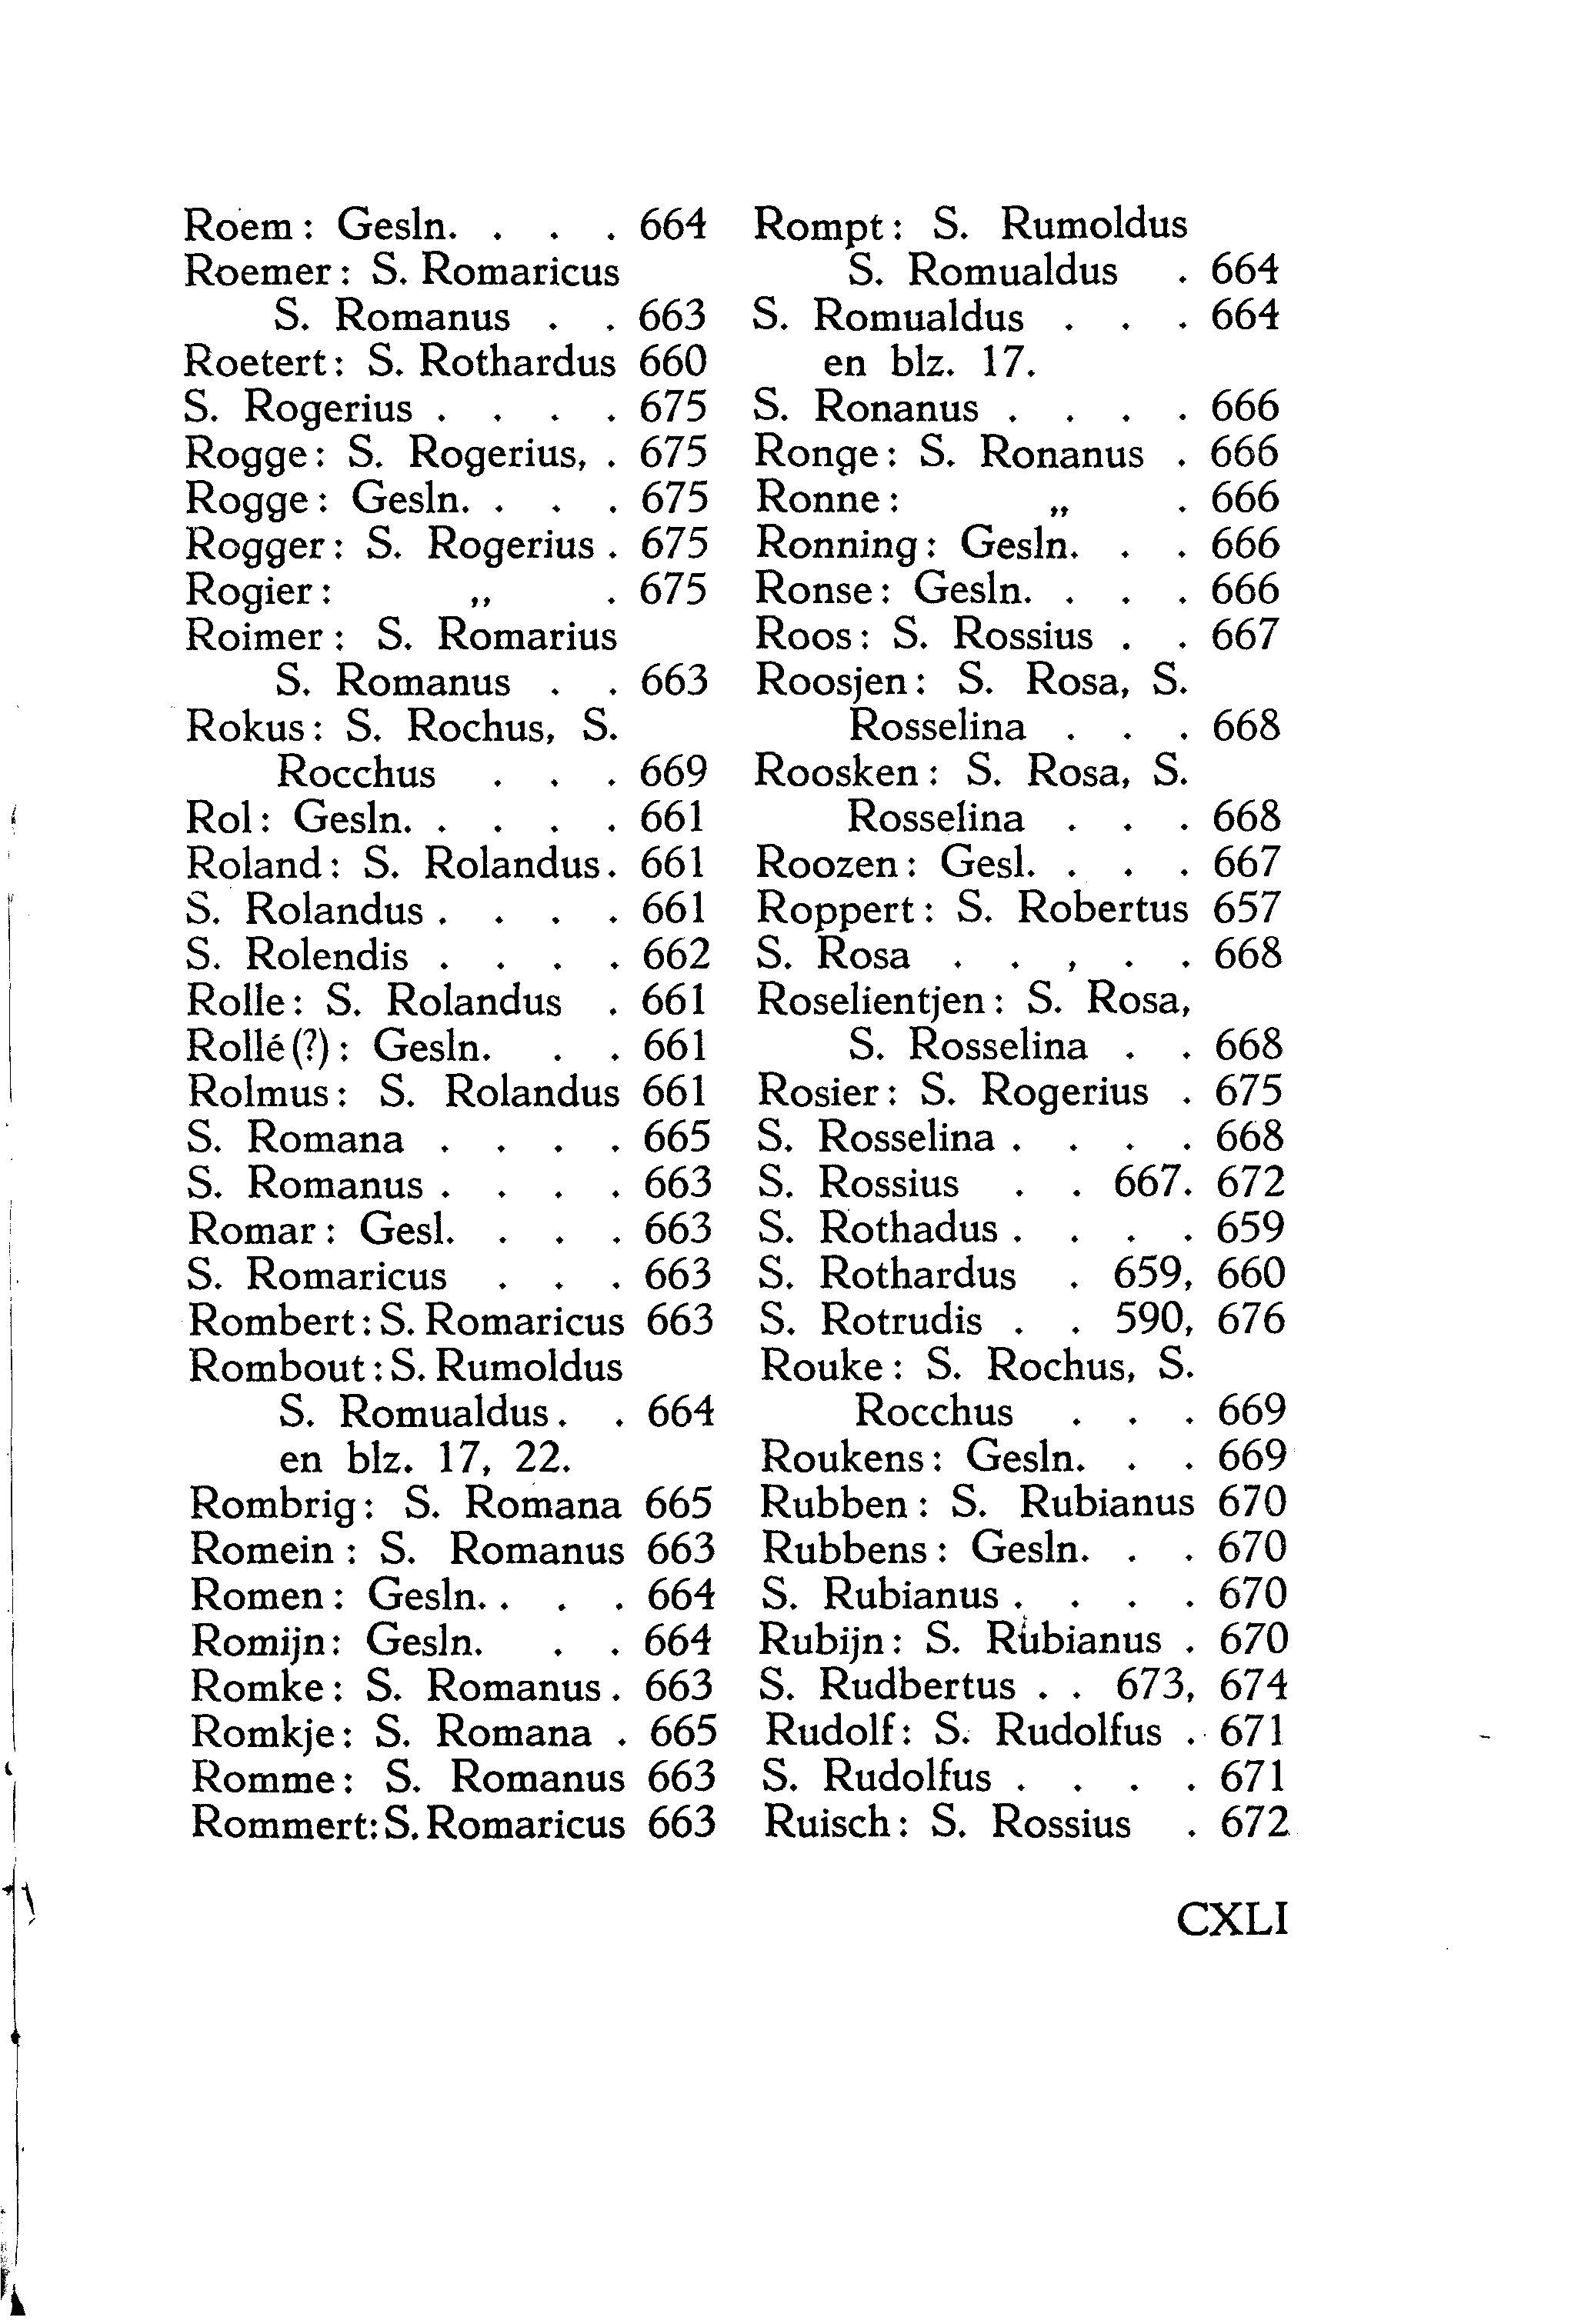 Roem: Gesln. . . . 664
Roemer: S. Romaricus
S. Romanus . . 663
Roetert: S. Rothardus 660
S. Rogerius . . . . 675
Rogge: S. Rogerius, . 675
Rogge: Gesln. . . . 675
Rogger: S. Rogerius . 675
Rogier: „ . 675
Roimer: S. Romarius
S. Romanus . . 663
Rokus: S. Rochus, S.
Rocchus . . . 669
Rol: Gesln. . . . . 661
Roland: S. Rolandus. 661
S. Rolandus . . . . 661
S. Rolendis . . . . 662
Rolle: S. Rolandus . 661
Rollé(?): Gesln. . . 661
Rolmus: S. Rolandus 661
S. Romana . . . . 665
S. Romanus . . . . 663
Romar: Gesl. . . . 663
S. Romaricus . . . 663
Rombert: S. Romaricus 663
Rombout: S. Rumoldus
S. Romualdus. . 664
en blz. 17, 22.
Rombrig: S. Romana 665
Romein: S. Romanus 663
Romen: Gesln. . . . 664
Romijn: Gesln. . . 664
Romke: S. Romanus. 663
Romkje: S. Romana . 665
Romme: S. Romanus 663
Rommert: S. Romaricus 663
Rompt: S. Rumoldus
S. Romualdus . 664
S. Romualdus . . . 664
en blz. 17.
S. Ronanus . . . . 666
Ronge: S. Ronanus . 666
Ronne: „ . 666
Ronning: Gesln. . . 666
Ronse: Gesln. . . . 666
Roos: S. Rossius . . 667
Roosjen: S. Rosa, S.
Rosselina . . . 668
Roosken: S. Rosa, S.
Rosselina . . . 668
Roozen: Gesl. . . . 667
Roppert: S. Robertus 657
S. Rosa . . , . . 668
Roselientjen: S. Rosa,
S. Rosselina . . 668
Rosier: S. Rogerius . 675
S. Rosselina . . . . 668
S. Rossius . . 667. 672
S. Rothadus . . . . 659
S. Rothardus . 659, 660
S. Rotrudis . . 590, 676
Rouke: S. Rochus, S.
Rocchus . . . 669
Roukens: Gesln. . . 669
Rubben: S. Rubianus 670
Rubbens: Gesln. . . 670
S. Rubianus . . . . 670
Rubijn: S. Rubianus . 670
S. Rudbertus . . 673, 674
Rudolf: S. Rudolfus . 671
S. Rudolfus . . . . 671
Ruisch: S. Rossius . 672
CXLI